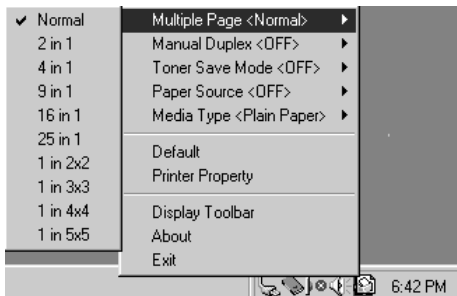 Normal
2 in 1
4 in 1
9 in 1
16 in 1
25 in 1
1 in 2x2
1 in 3x3
1 in 4x4
1 in 5x5
Multiple Page <Normal>
Manual Duplex <OFF>
Toner Save Mode <OFF>
Paper Source <OFF>
Media Type <Plain Paper>
Default
Printer Property
Display Toolbar
About
Exit
6:42 PM